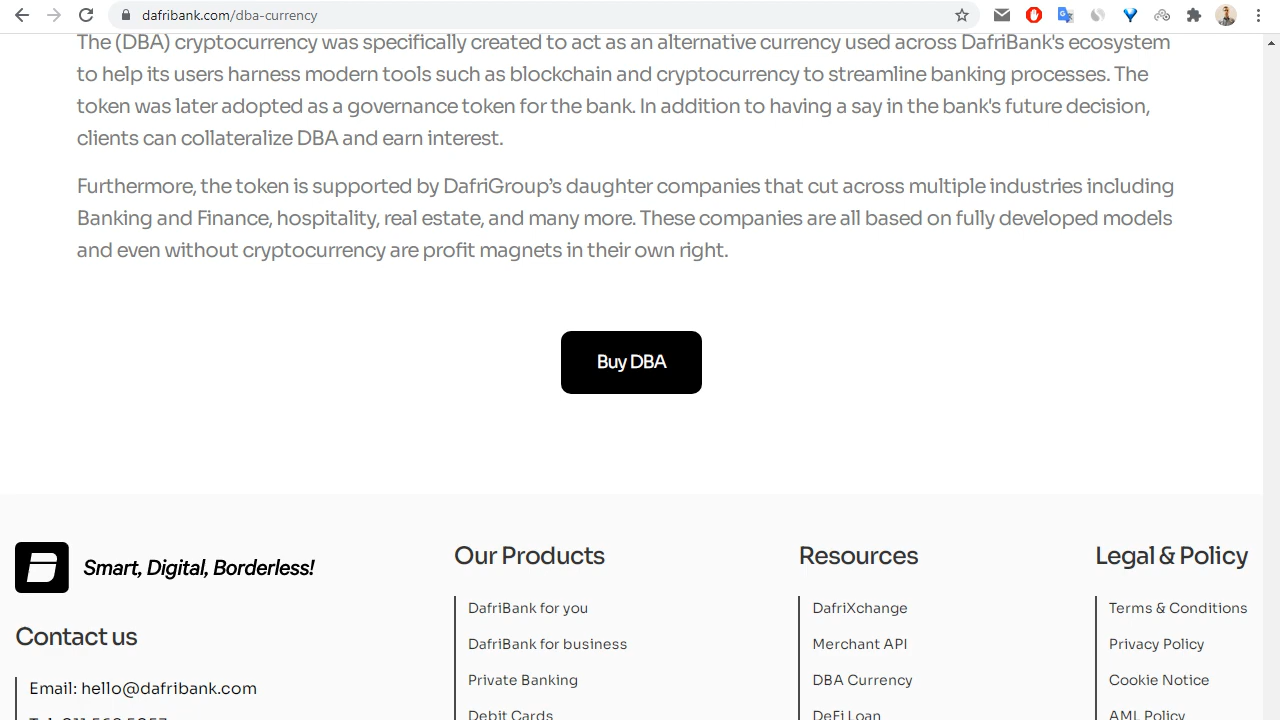 dafribank.com/dba-currency
The (DBA) cryptocurrency was specifically created to act as an alternative currency used across DafriBank's ecosystem
to help its users harness modern tools such as blockchain and cryptocurrency to streamline banking processes. The
token was later adopted as a governance token for the bank. In addition to having a say in the bank's future decision,
clients can collateralize DBA and earn interest.
Furthermore, the token is supported by DafriGroup’s daughter companies that cut across multiple industries including
Banking and Finance, hospitality, real estate, and many more. These companies are all based on fully developed models
and even without cryptocurrency are profit magnets in their own right.
Buy DBA
Smart, Digital, Borderless!
Contact us
Email: hello@dafribank.com
Our Products
DafriBank for you
DafriBank for business
Private Banking
Debit Cards
Resources
DafriXchange
Merchant API
DBA Currency
DeFi Loan
Legal & Policy
Terms & Conditions
Privacy Policy
Cookie Notice
AML Policy